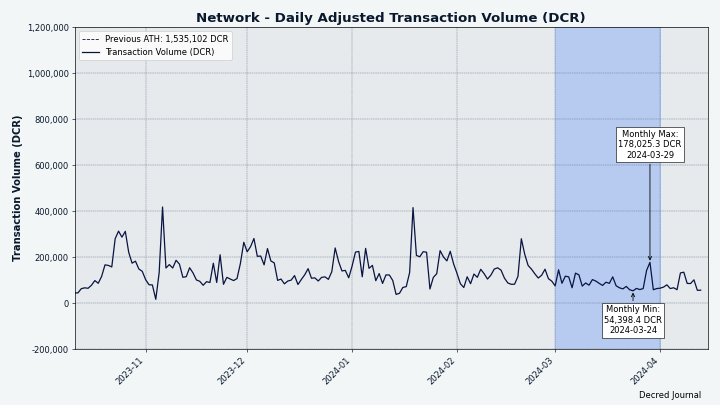 Network - Daily Adjusted Transaction Volume (DCR)
Transaction Volume (DCR)
1,200,000
1,000,000
800,000
600,000
400,000
200,000
0
-200,000
Previous ATH: 1,535,102 DCR
Transaction Volume (DCR)
Monthly Max:
178,025.3 DCR
2024-03-29
Monthly Min:
54,398.4 DCR
2024-03-24
2023-11
2023-12
2024-01
2024-02
2024-03
2024-04
Decred Journal